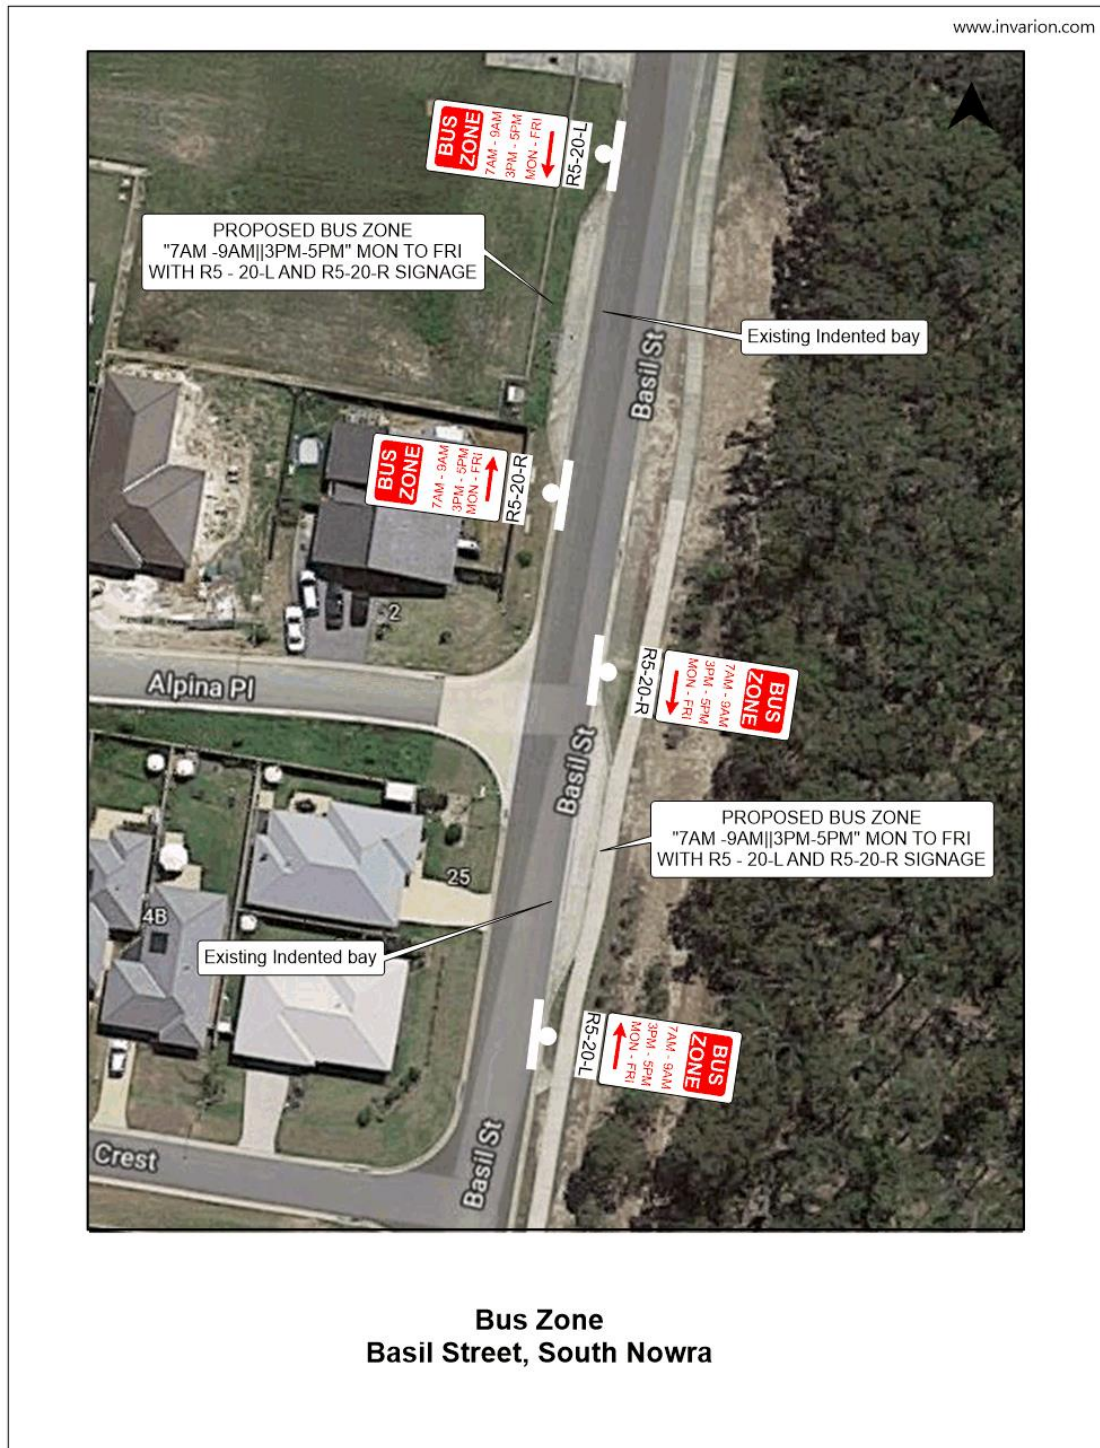 www.invarion.com
BUS
ZONE
7AM - 9AM
3PM - 5PM
MON - FRI
R5-20-L
PROPOSED BUS ZONE
"7AM -9AM||3PM-5PM" MON TO FRI
WITH R5 - 20-L AND R5-20-R SIGNAGE
Existing Indented bay
Basil St
BUS
ZONE
7AM - 9AM
3PM - 5PM
MON - FRI
R5-20-R
2
Alpina Pl
R5-20-R
BUS
ZONE
7AM - 9AM
3PM - 5PM
MON - FRI
Basil St
PROPOSED BUS ZONE
"7AM -9AM||3PM-5PM" MON TO FRI
WITH R5 - 20-L AND R5-20-R SIGNAGE
25
4B
Existing Indented bay
R5-20-L
BUS
ZONE
7AM - 9AM
3PM - 5PM
MON - FRI
Crest
Basil St
Bus Zone
Basil Street, South Nowra